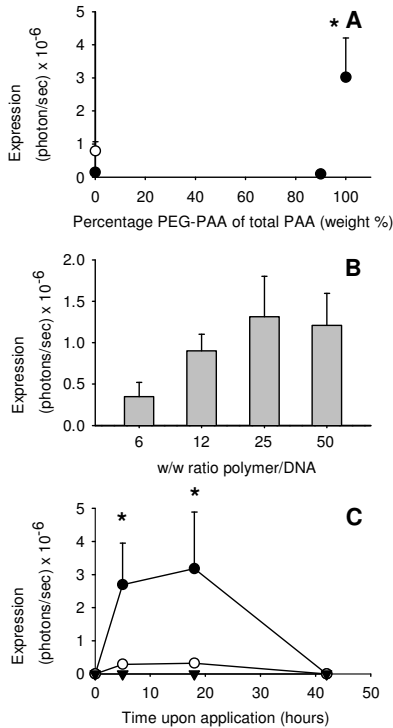 A
*
Expression
(photon/sec) x 10-6
5
4
3
2
1
0
0 20 40 60 80 100
Percentage PEG-PAA of total PAA (weight %)
B
Expression
(photons/sec) x 10-6
2.0
1.5
1.0
0.5
0.0
6 12 25 50
w/w ratio polymer/DNA
C
* *
Expression
(photons/sec) x 10-6
5
4
3
2
1
0
0 10 20 30 40 50
Time upon application (hours)